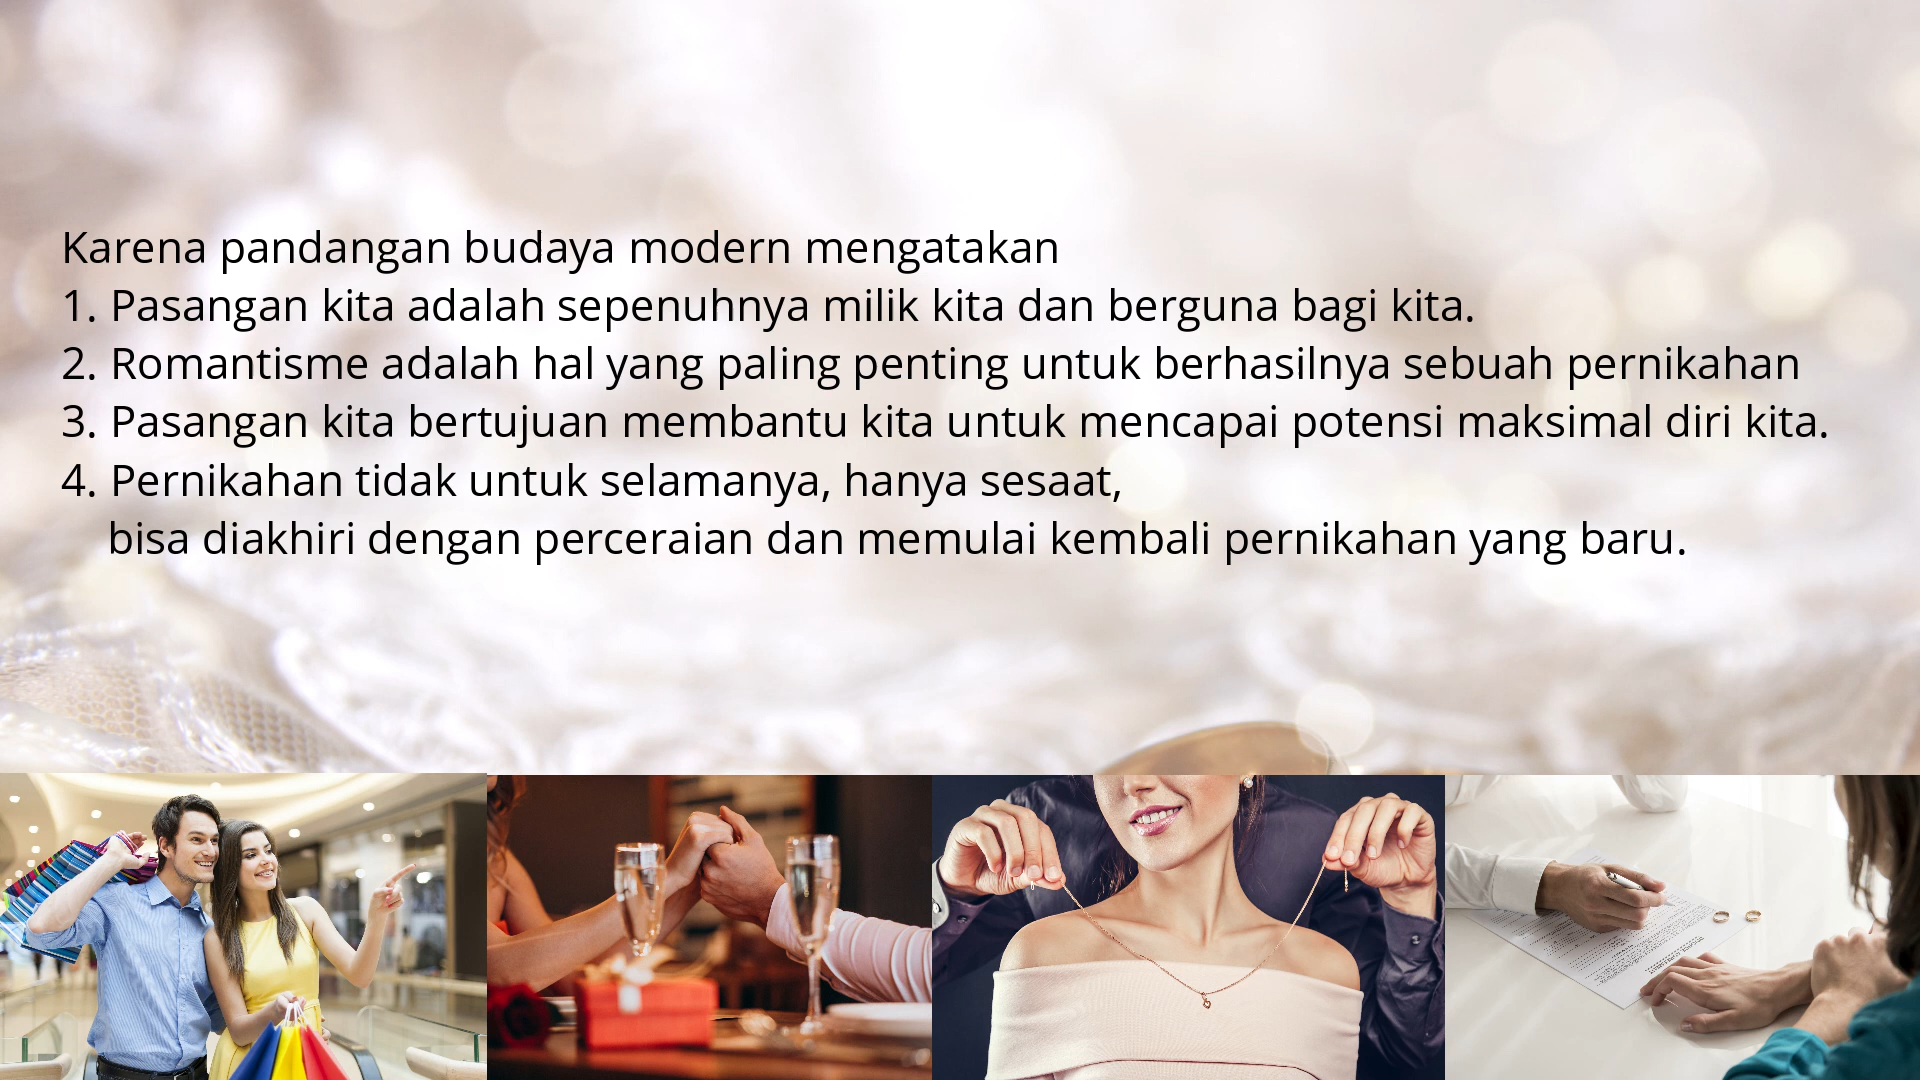 Karena pandangan budaya modern mengatakan
1. Pasangan kita adalah sepenuhnya milik kita dan berguna bagi kita.
2. Romantisme adalah hal yang paling penting untuk berhasilnya sebuah pernikahan
3. Pasangan kita bertujuan membantu kita untuk mencapai potensi maksimal diri kita.
4. Pernikahan tidak untuk selamanya, hanya sesaat,
bisa diakhiri dengan perceraian dan memulai kembali pernikahan yang baru.